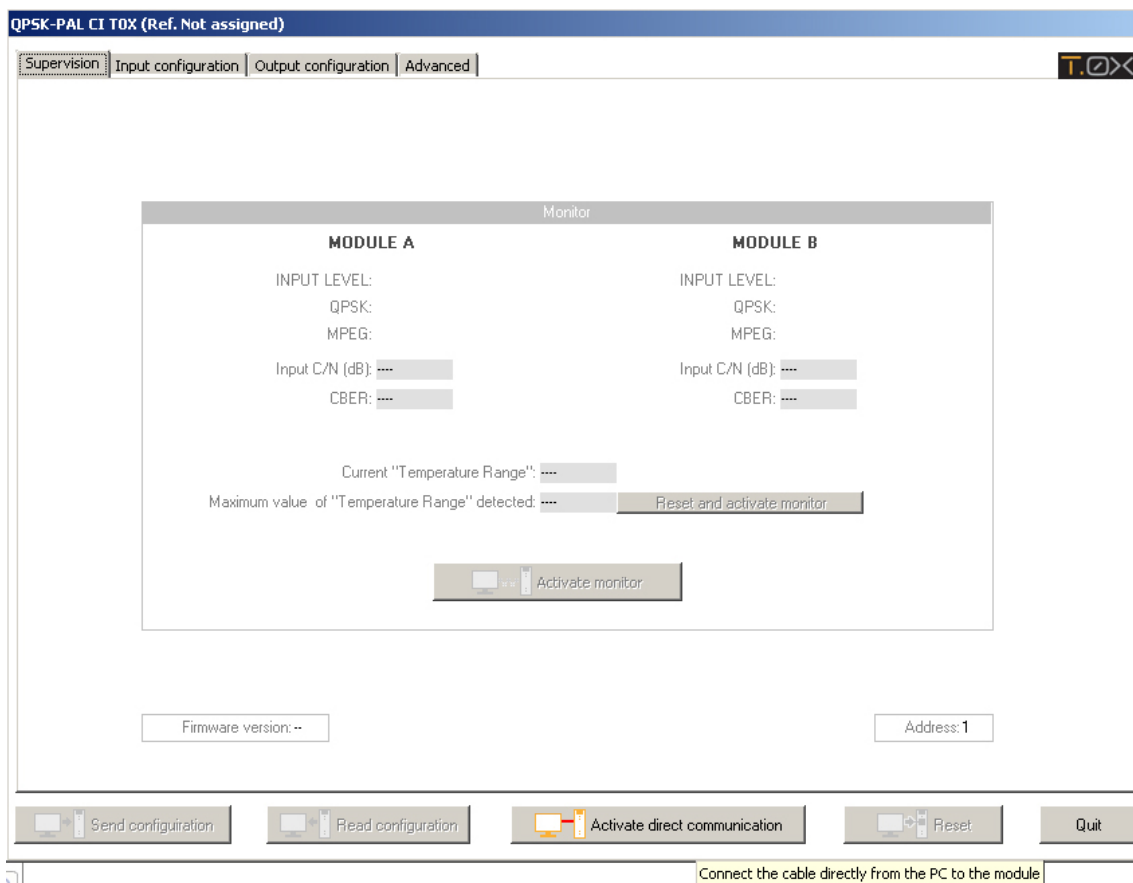 QPSK-PAL CI T0X (Ref. Not assigned)
Supervision Input configuration Output configuration Advanced
T.0X
Monitor
MODULE A MODULE B
INPUT LEVEL: INPUT LEVEL:
QPSK: QPSK:
MPEG: MPEG:
Input C/N (dB): ---- Input C/N (dB): ----
CBER: ---- CBER: ----
Current "Temperature Range": ----
Maximum value of "Temperature Range" detected: ---- Reset and activate monitor
Activate monitor
Firmware version: -- Address: 1
Send configuiration Read configuration Activate direct communication Reset Quit
Connect the cable directly from the PC to the module